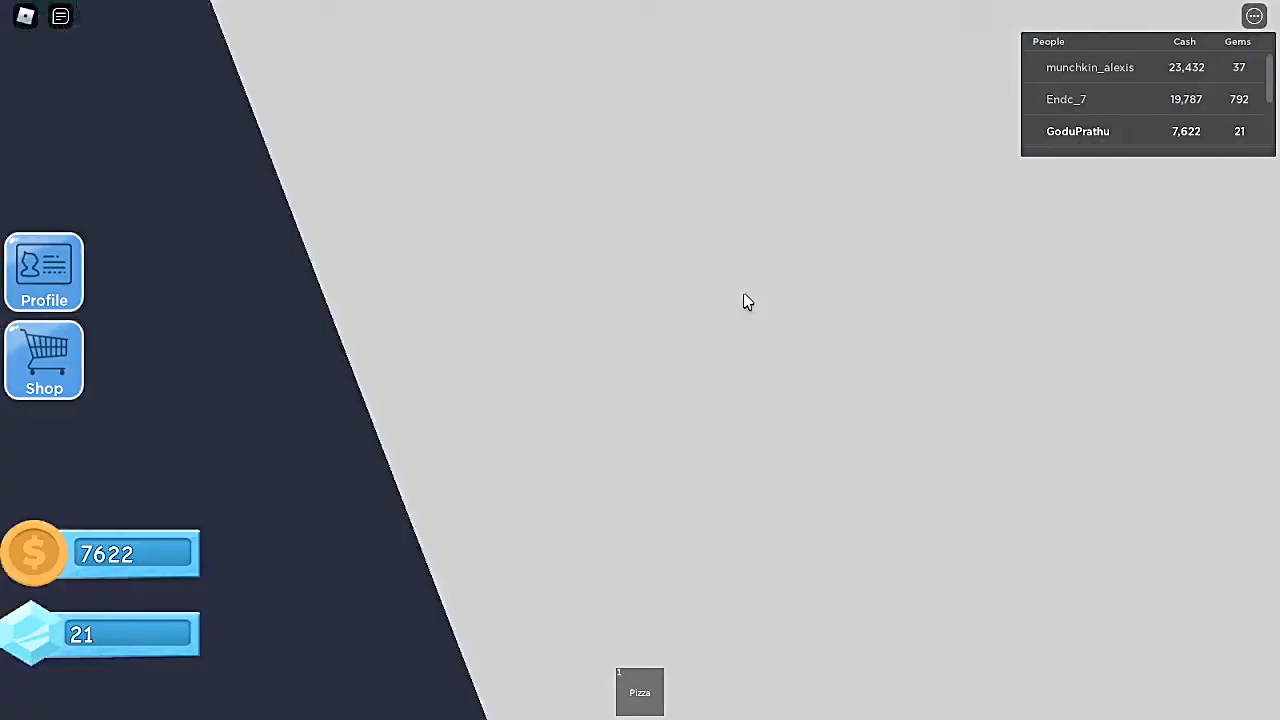 People Cash Gems
munchkin_alexis 23,432 37
Endc_7 19,787 792
GoduPrathu 7,622 21
Profile
Shop
$ 7622
21
1
Pizza